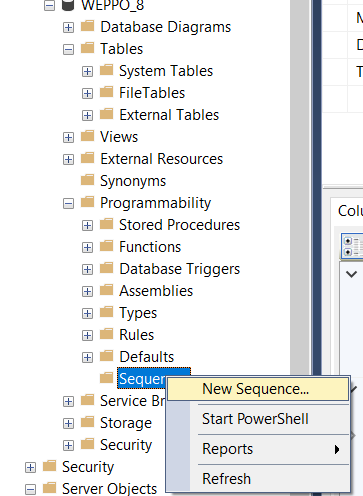 WEPPO_8
Database Diagrams
Tables
System Tables
FileTables
External Tables
Views
External Resources
Synonyms
Programmability
Stored Procedures
Functions
Database Triggers
Assemblies
Types
Rules
Defaults
Sequen
New Sequence...
Start PowerShell
Reports
Refresh
Service Br
Storage
Security
Security
Server Objects
D
T
Colu